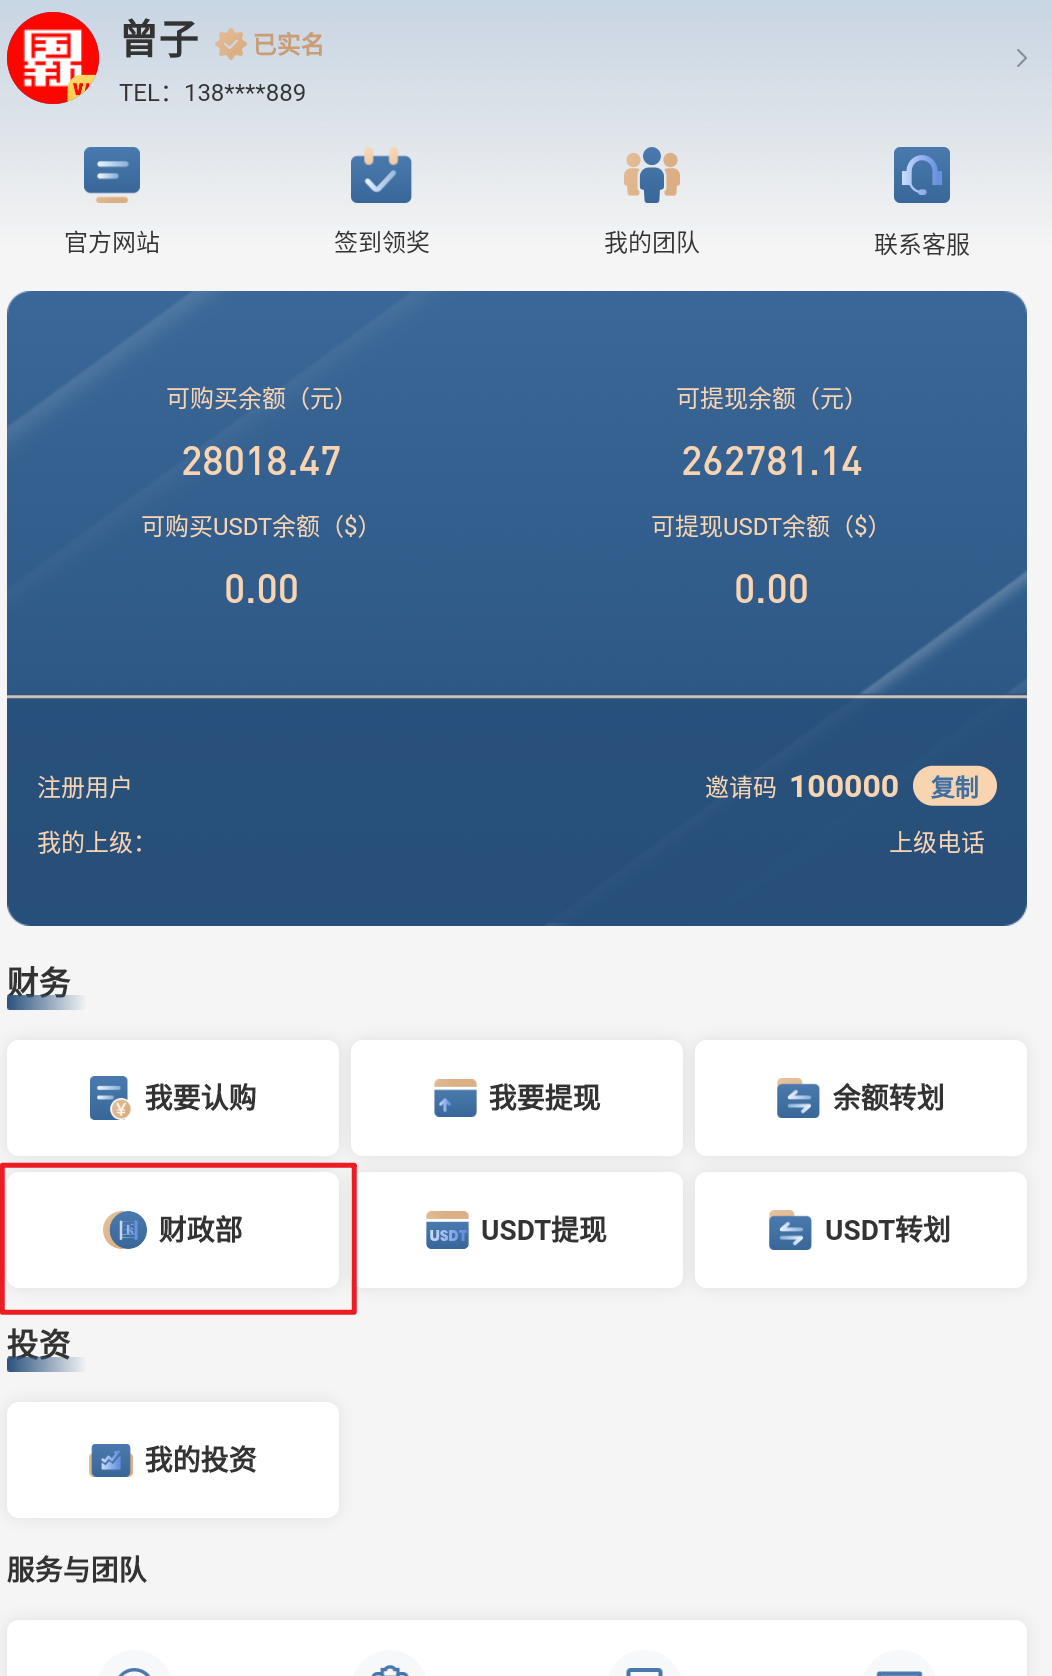 曾子 已实名
TEL：138****889
官方网站 签到领奖 我的团队 联系客服
可购买余额（元） 可提现余额（元）
28018.47 262781.14
可购买USDT余额（$） 可提现USDT余额（$）
0.00 0.00
注册用户 邀请码 100000 复制
我的上级： 上级电话
财务
我要认购 我要提现 余额转划
财政部 USDT USDT提现 USDT转划
投资
我的投资
服务与团队